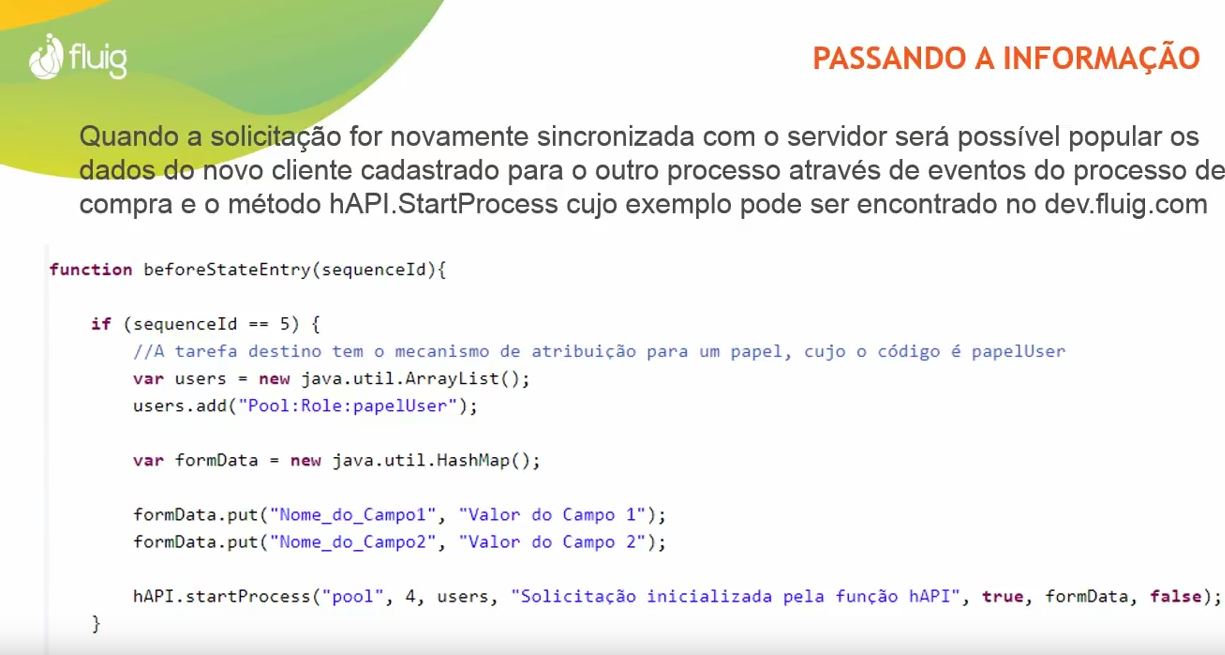 fluig
PASSANDO A INFORMAÇÃO
Quando a solicitação for novamente sincronizada com o servidor será possível popular os
dados do novo cliente cadastrado para o outro processo através de eventos do processo de
compra e o método hAPI.StartProcess cujo exemplo pode ser encontrado no dev.fluig.com
function beforeStateEntry(sequenceId){
if (sequenceId == 5) {
//A tarefa destino tem o mecanismo de atribuição para um papel, cujo o código é papelUser
var users = new java.util.ArrayList();
users.add("Pool:Role:papelUser");
var formData = new java.util.HashMap();
formData.put("Nome_do_Campo1", "Valor do Campo 1");
formData.put("Nome_do_Campo2", "Valor do Campo 2");
hAPI.startProcess("pool", 4, users, "Solicitação inicializada pela função hAPI", true, formData, false);
}